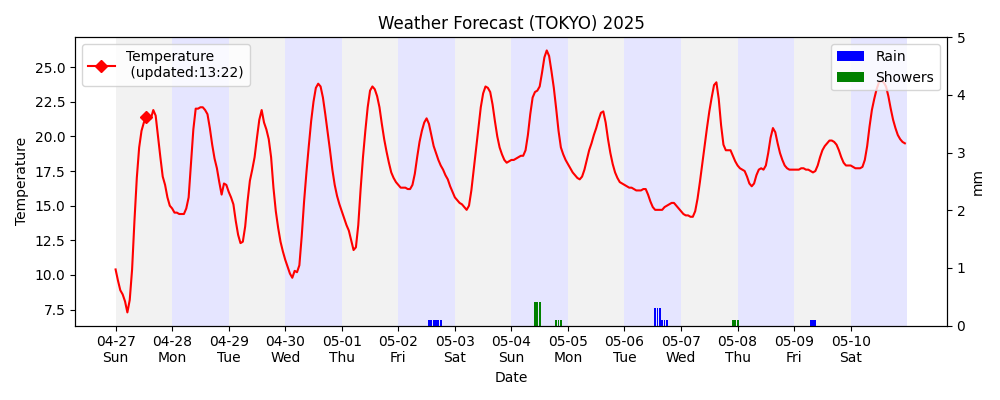 Weather Forecast (TOKYO) 2025
Temperature
(updated:13:22)
Rain
Showers
Temperature
25.0
22.5
20.0
17.5
15.0
12.5
10.0
7.5
5
4
3
2
1
0
mm
04-27 04-28 04-29 04-30 05-01 05-02 05-03 05-04 05-05 05-06 05-07 05-08 05-09 05-10
Sun Mon Tue Wed Thu Fri Sat Sun Mon Tue Wed Thu Fri Sat
Date